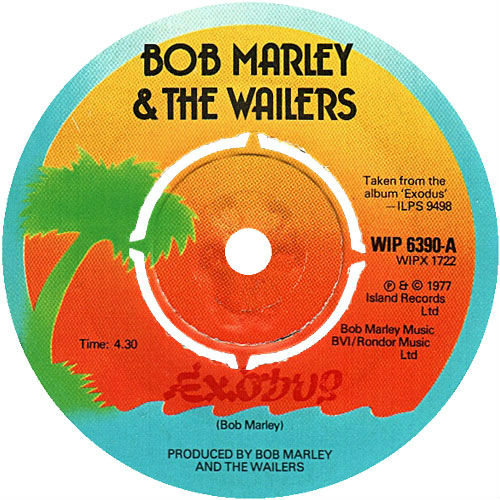 BOB MARLEY
& THE WAILERS
Taken from the
album 'Exodus'
—ILPS 9498
WIP 6390-A
WIPX 1722
Ⓟ & © 1977
Island Records
Ltd
Bob Marley Music
BVI/Rondor Music
Ltd
Time: 4.30
Exodus
(Bob Marley)
PRODUCED BY BOB MARLEY
AND THE WAILERS